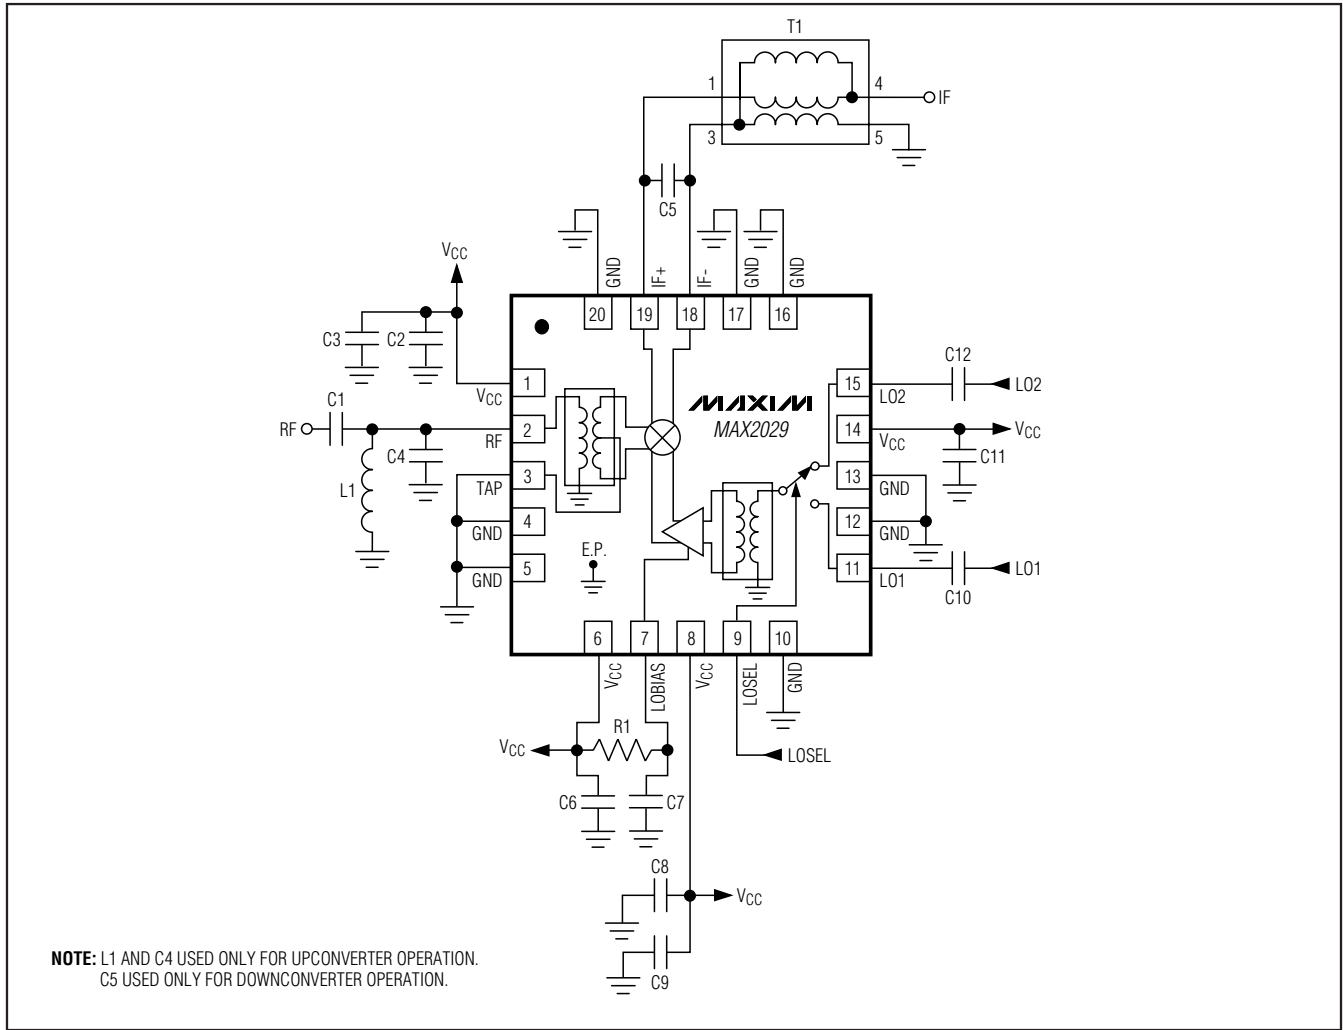 T1
1
4
IF
3
5
C5
VCC
GND
IF+
IF-
GND
GND
20
19
18
17
16
C3
C2
C12
1
15
LO2
VCC
LO2
C1
MAXIM
MAX2029
RF
2
14
VCC
RF
VCC
C4
C11
L1
3
13
TAP
GND
4
12
GND
GND
E.P.
5
11
LO1
GND
LO1
C10
6
7
8
9
10
VCC
LOBIAS
VCC
LOSEL
GND
R1
VCC
LOSEL
C6
C7
C8
VCC
C9
NOTE: L1 AND C4 USED ONLY FOR UPCONVERTER OPERATION.
C5 USED ONLY FOR DOWNCONVERTER OPERATION.